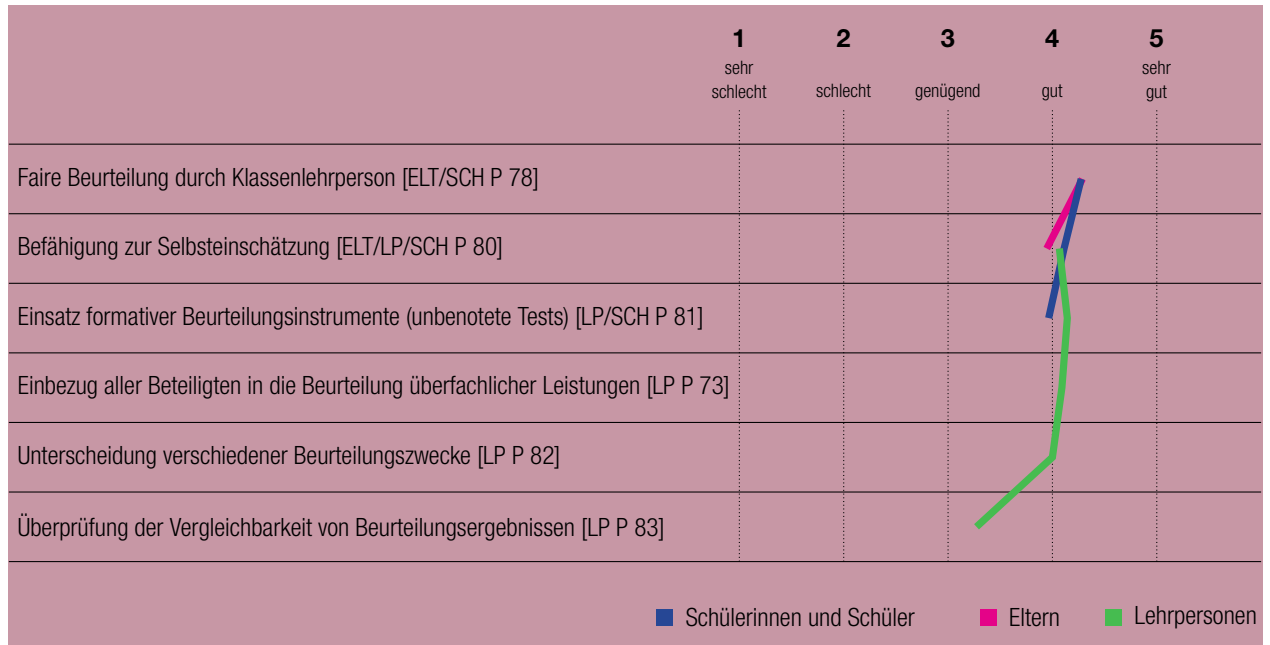 1 2 3 4 5
sehr sehr
schlecht schlecht genügend gut gut
Faire Beurteilung durch Klassenlehrperson [ELT/SCH P 78]
Befähigung zur Selbsteinschätzung [ELT/LP/SCH P 80]
Einsatz formativer Beurteilungsinstrumente (unbenotete Tests) [LP/SCH P 81]
Einbezug aller Beteiligten in die Beurteilung überfachlicher Leistungen [LP P 73]
Unterscheidung verschiedener Beurteilungszwecke [LP P 82]
Überprüfung der Vergleichbarkeit von Beurteilungsergebnissen [LP P 83]
Schülerinnen und Schüler Eltern Lehrpersonen